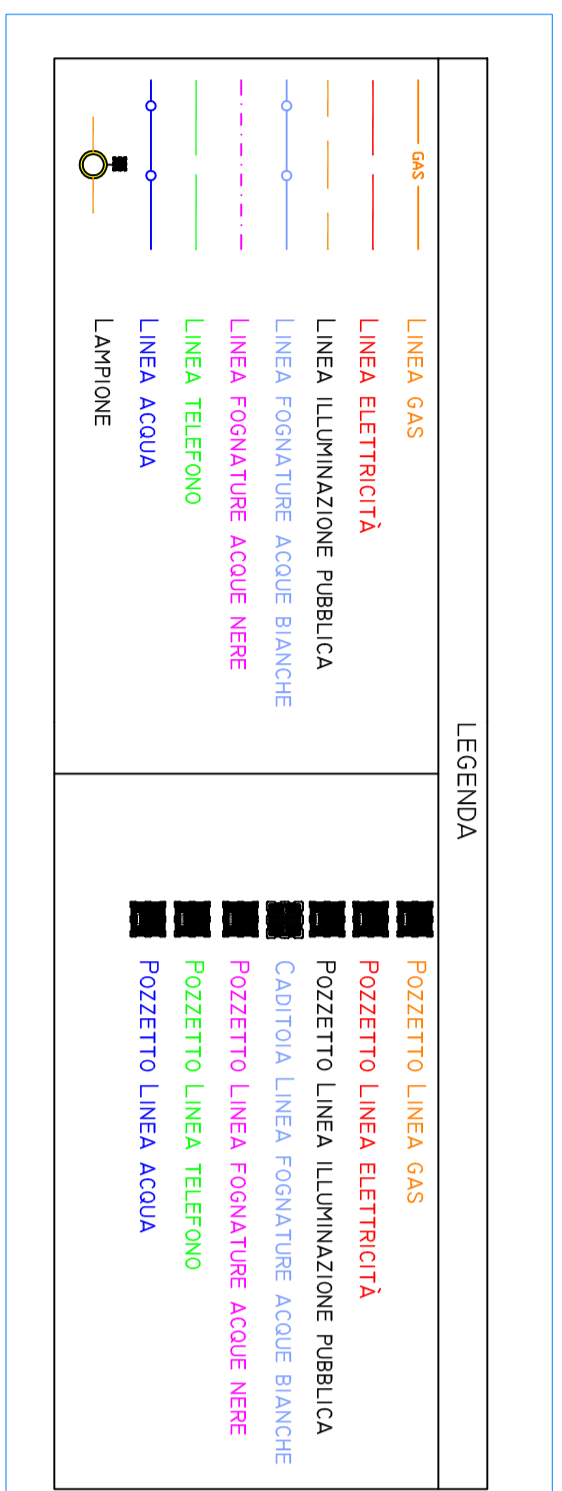 LEGENDA
GAS
LINEA GAS
LINEA ELETTRICITÀ
LINEA ILLUMINAZIONE PUBBLICA
LINEA FOGNATURE ACQUE BIANCHE
LINEA FOGNATURE ACQUE NERE
LINEA TELEFONO
LINEA ACQUA
LAMPIONE
POZZETTO LINEA GAS
POZZETTO LINEA ELETTRICITÀ
POZZETTO LINEA ILLUMINAZIONE PUBBLICA
CADITOIA LINEA FOGNATURE ACQUE BIANCHE
POZZETTO LINEA FOGNATURE ACQUE NERE
POZZETTO LINEA TELEFONO
POZZETTO LINEA ACQUA